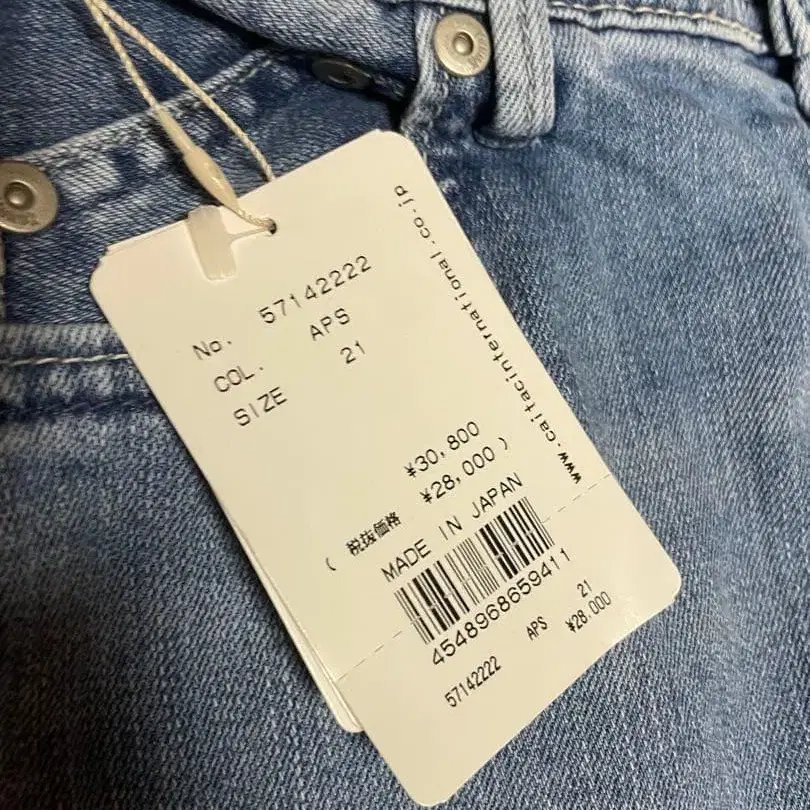 No. 57142222
COL. APS
SIZE 21
¥30,800
( 税抜価格 ¥28,000 )
MADE IN JAPAN
4548968659411
57142222 APS 21
¥28,000
www.caitacinternational.co.jp